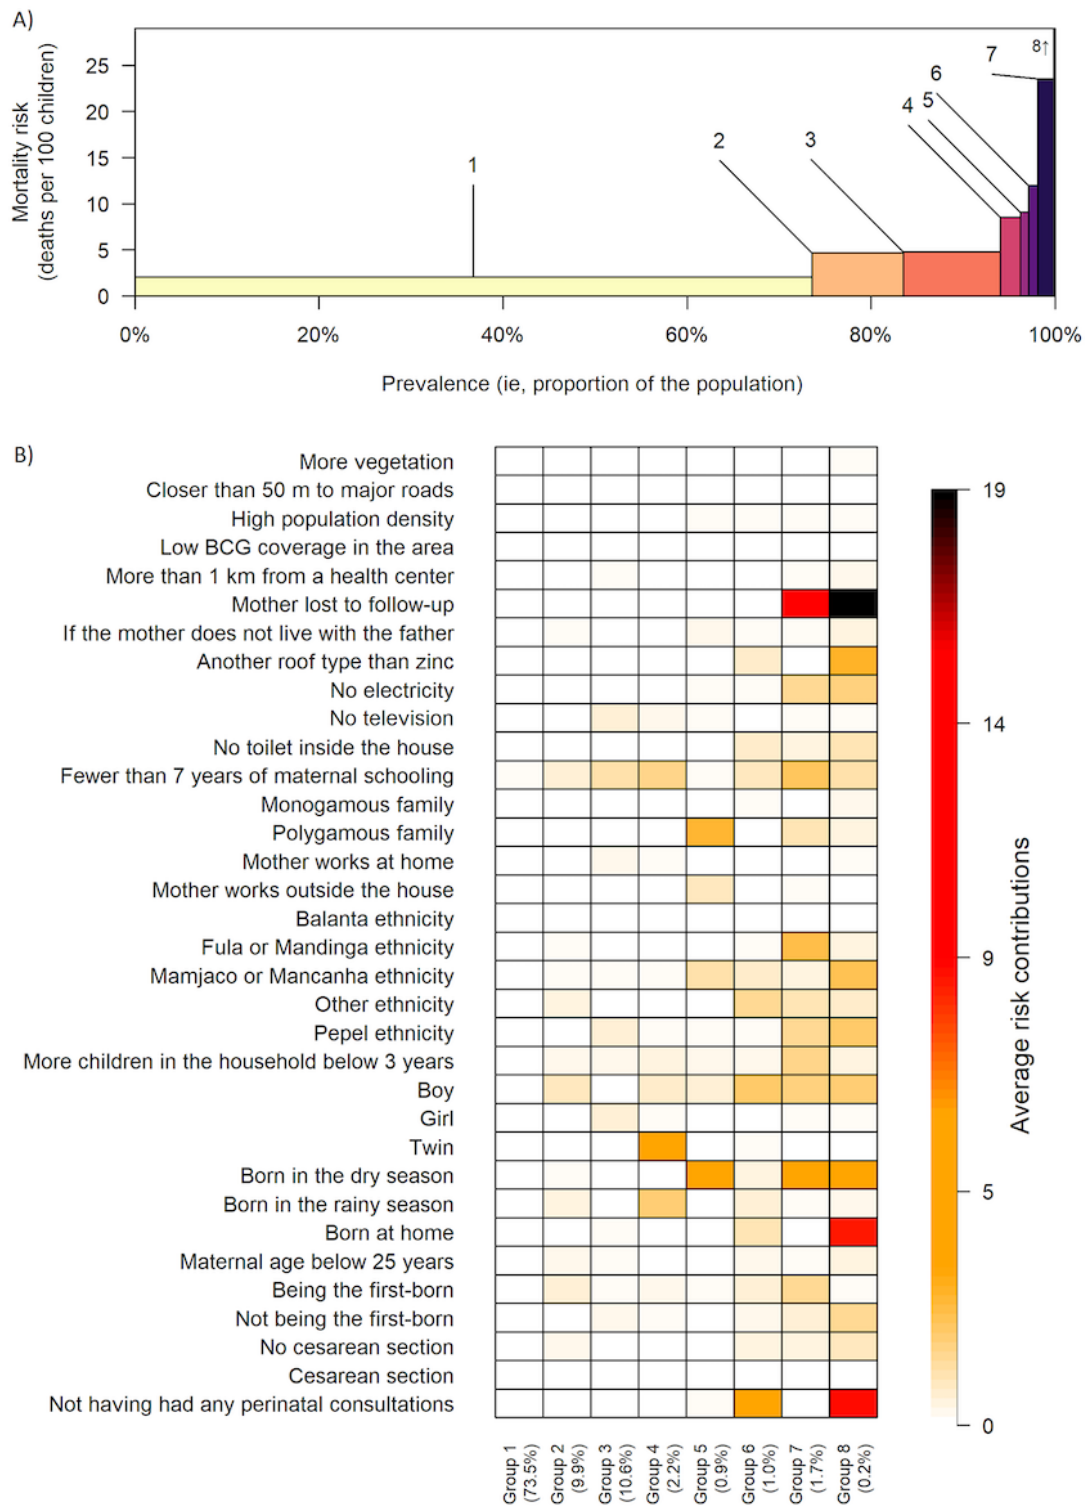 A)
Mortality risk
(deaths per 100 children)
25
20
15
10
5
0
1
2
3
4
5
6
7
8↑
0%
20%
40%
60%
80%
100%
Prevalence (ie, proportion of the population)
B)
More vegetation
Closer than 50 m to major roads
High population density
Low BCG coverage in the area
More than 1 km from a health center
Mother lost to follow-up
If the mother does not live with the father
Another roof type than zinc
No electricity
No television
No toilet inside the house
Fewer than 7 years of maternal schooling
Monogamous family
Polygamous family
Mother works at home
Mother works outside the house
Balanta ethnicity
Fula or Mandinga ethnicity
Mamjaco or Mancanha ethnicity
Other ethnicity
Pepel ethnicity
More children in the household below 3 years
Boy
Girl
Twin
Born in the dry season
Born in the rainy season
Born at home
Maternal age below 25 years
Being the first-born
Not being the first-born
No cesarean section
Cesarean section
Not having had any perinatal consultations
Group 1
(73.5%)
Group 2
(9.9%)
Group 3
(10.6%)
Group 4
(2.2%)
Group 5
(0.9%)
Group 6
(1.0%)
Group 7
(1.7%)
Group 8
(0.2%)
19
14
9
5
0
Average risk contributions